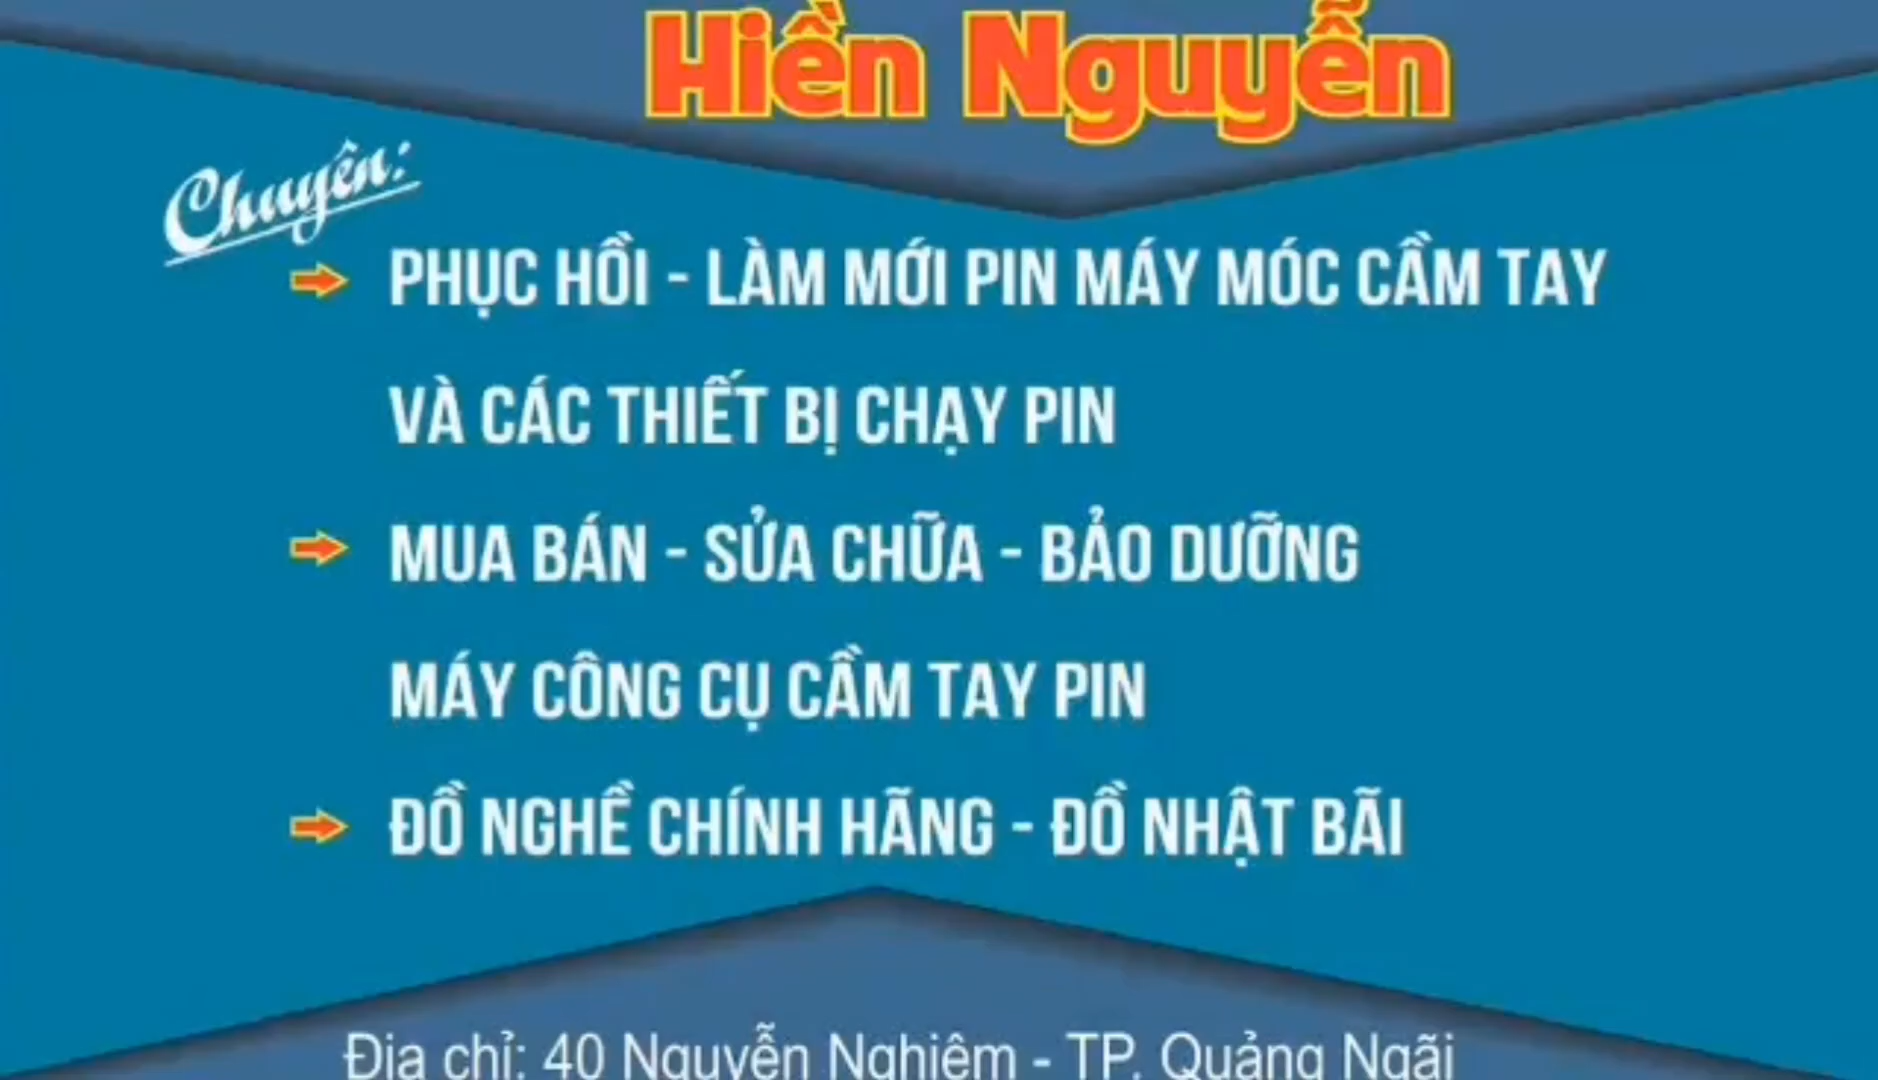 Hiền Nguyễn
Chuyên:
PHỤC HỒI - LÀM MỚI PIN MÁY MÓC CẦM TAY
VÀ CÁC THIẾT BỊ CHẠY PIN
MUA BÁN - SỬA CHỮA - BẢO DƯỠNG
MÁY CÔNG CỤ CẦM TAY PIN
ĐỒ NGHỀ CHÍNH HÃNG - ĐỒ NHẬT BÃI
Địa chỉ: 40 Nguyễn Nghiêm - TP. Quảng Ngãi